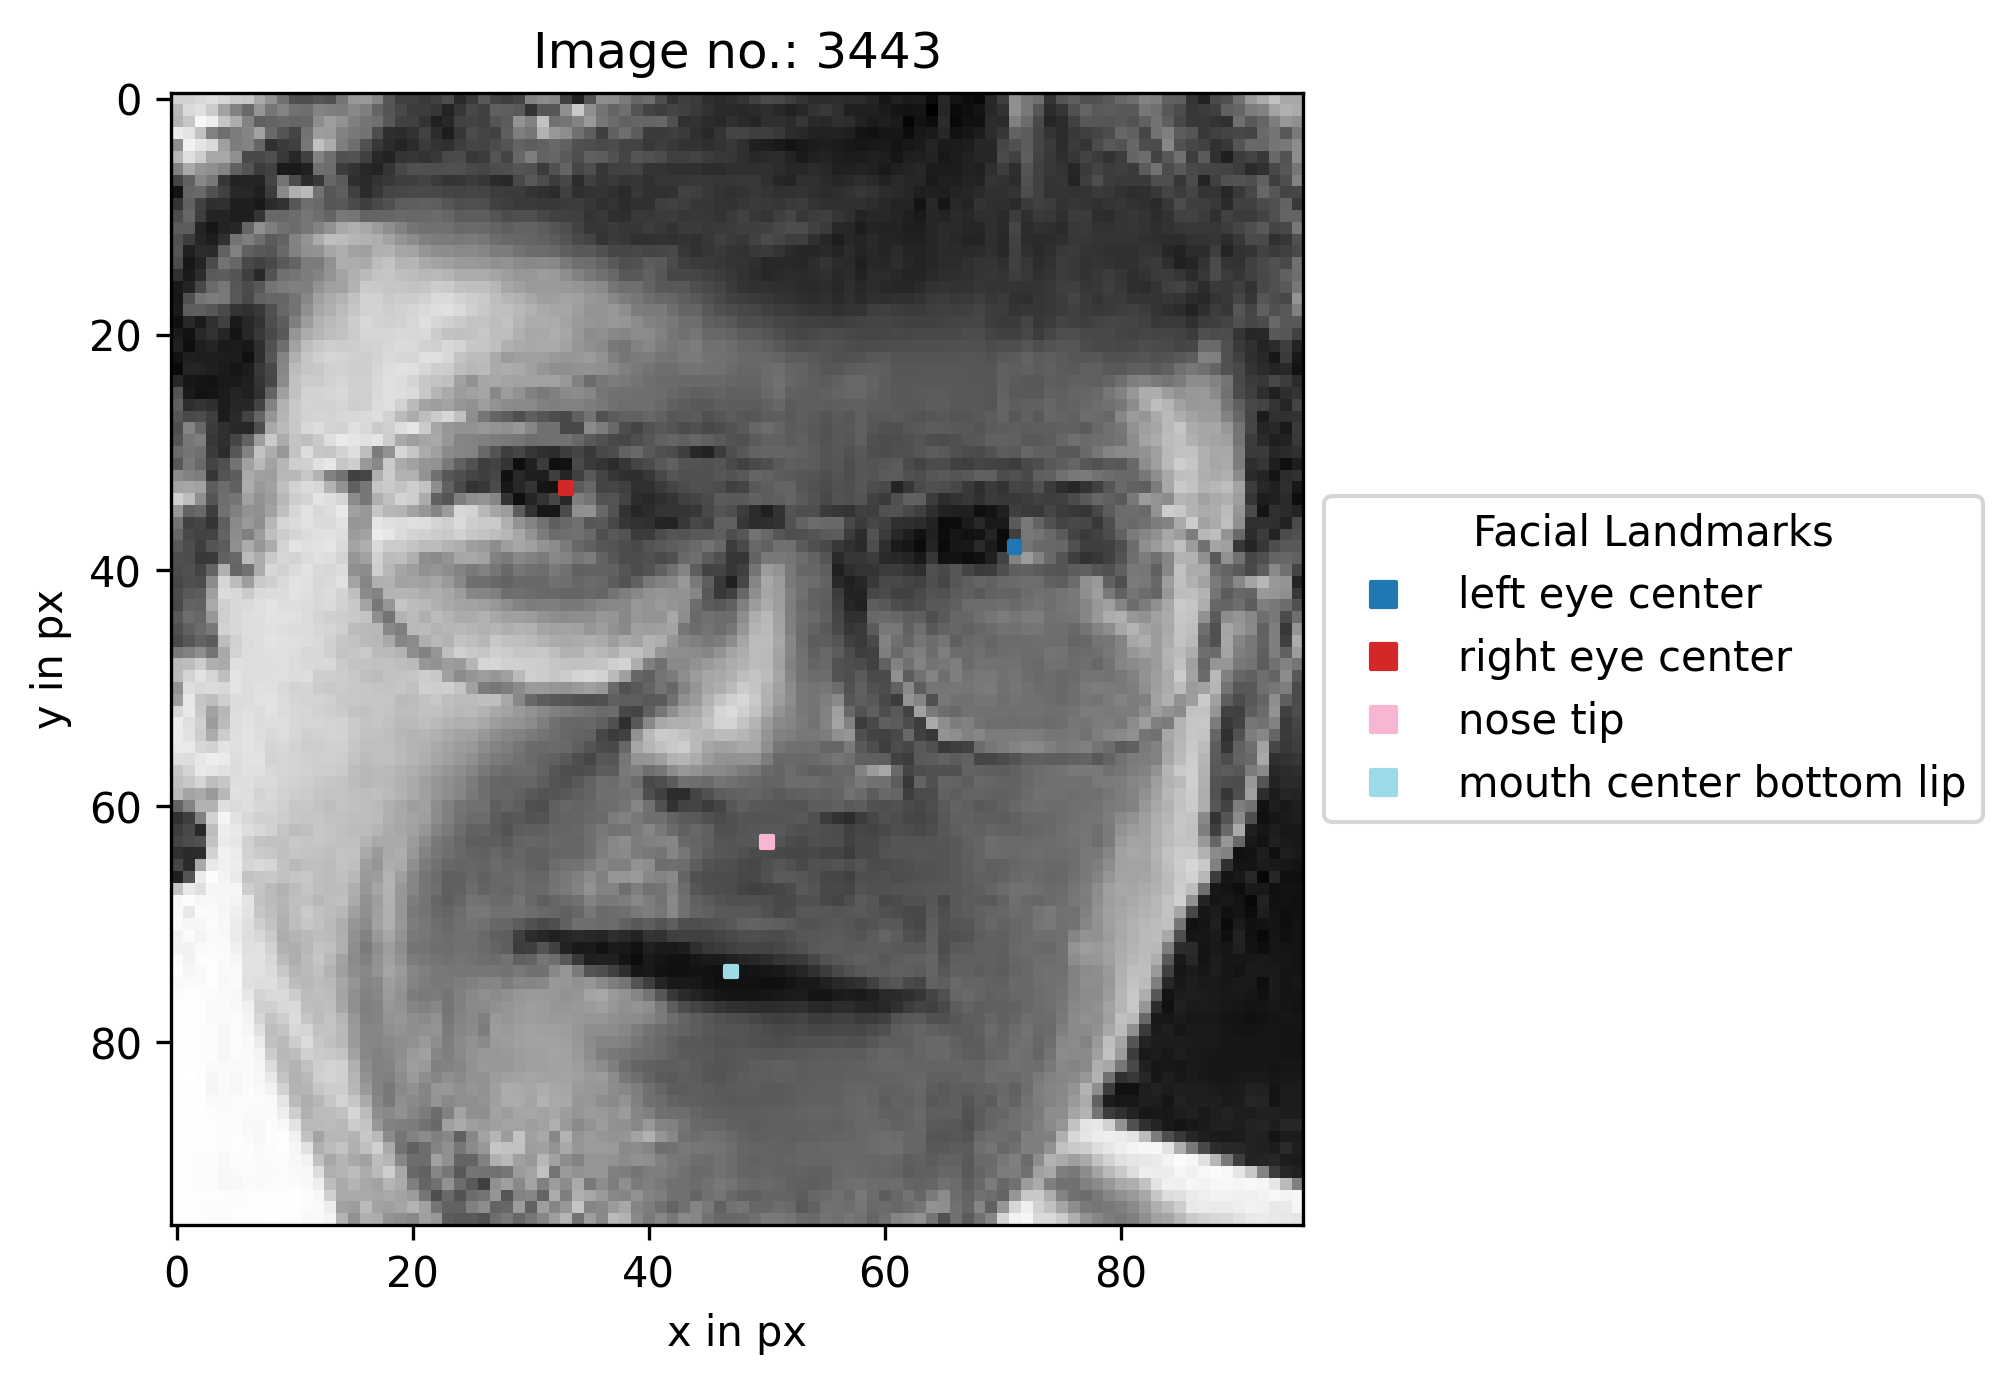 Image no.: 3443
0
20
40
60
80
y in px
0 20 40 60 80
x in px
Facial Landmarks
left eye center
right eye center
nose tip
mouth center bottom lip